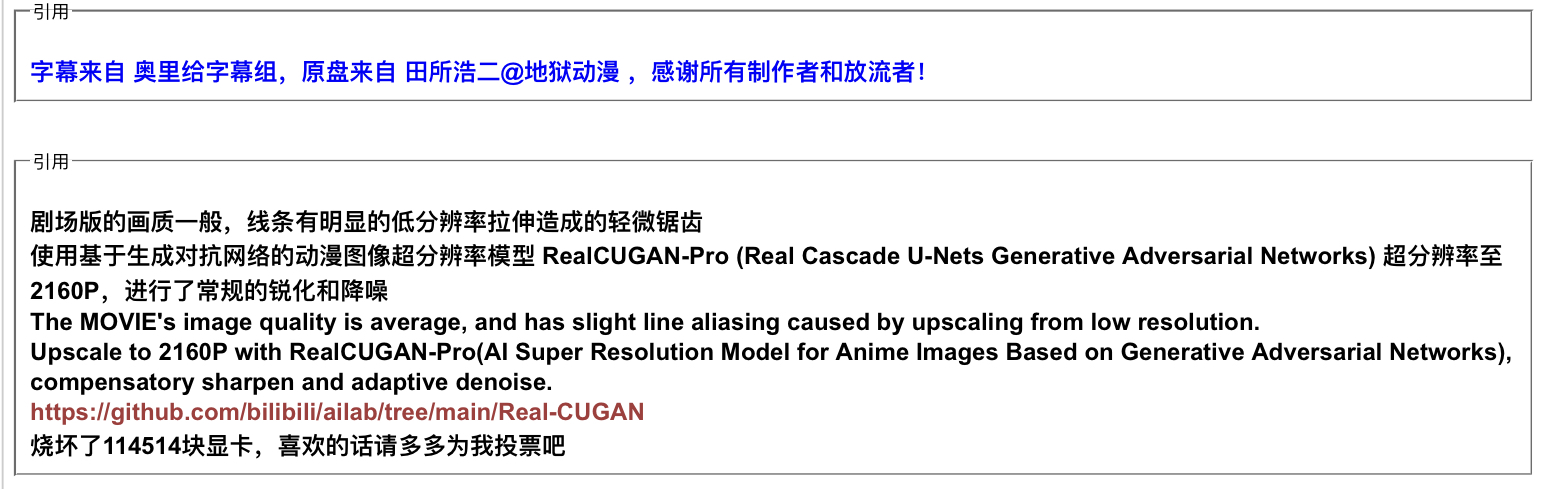 引用
字幕来自 奥里给字幕组，原盘来自 田所浩二@地狱动漫 ，感谢所有制作者和放流者！
引用
剧场版的画质一般，线条有明显的低分辨率拉伸造成的轻微锯齿
使用基于生成对抗网络的动漫图像超分辨率模型 RealCUGAN-Pro (Real Cascade U-Nets Generative Adversarial Networks) 超分辨率至
2160P，进行了常规的锐化和降噪
The MOVIE's image quality is average, and has slight line aliasing caused by upscaling from low resolution.
Upscale to 2160P with RealCUGAN-Pro(AI Super Resolution Model for Anime Images Based on Generative Adversarial Networks),
compensatory sharpen and adaptive denoise.
https://github.com/bilibili/ailab/tree/main/Real-CUGAN
烧坏了114514块显卡，喜欢的话请多多为我投票吧